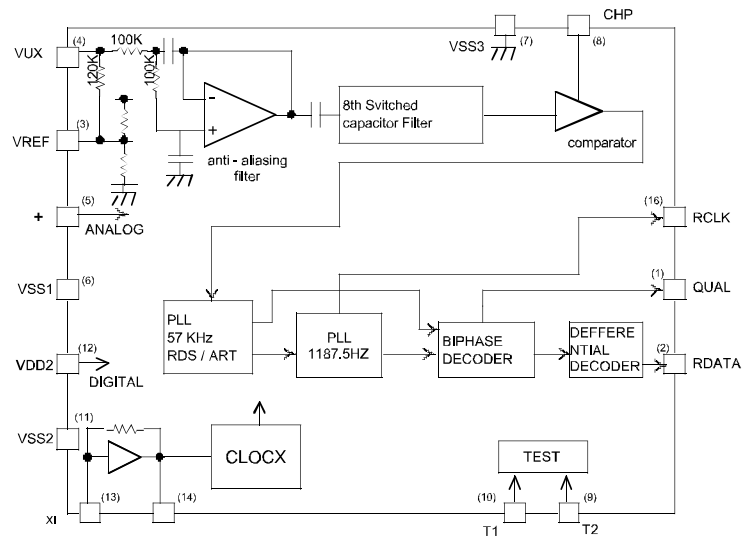 CHP
(4)
100K
VSS3
(7)
(8)
VUX
120K
100K
-
8th Svitched
capacitor Filter
(3)
+
VREF
anti - aliasing
filter
comparator
(5)
+
ANALOG
(16)
RCLK
(6)
VSS1
(1)
QUAL
PLL
57 KHz
RDS / ART
PLL
1187.5HZ
BIPHASE
DECODER
DEFFERE
NTIAL
DECODER
(12)
VDD2
DIGITAL
(2)
RDATA
(11)
VSS2
CLOCX
TEST
(13)
(14)
(10)
(9)
XI
T1
T2